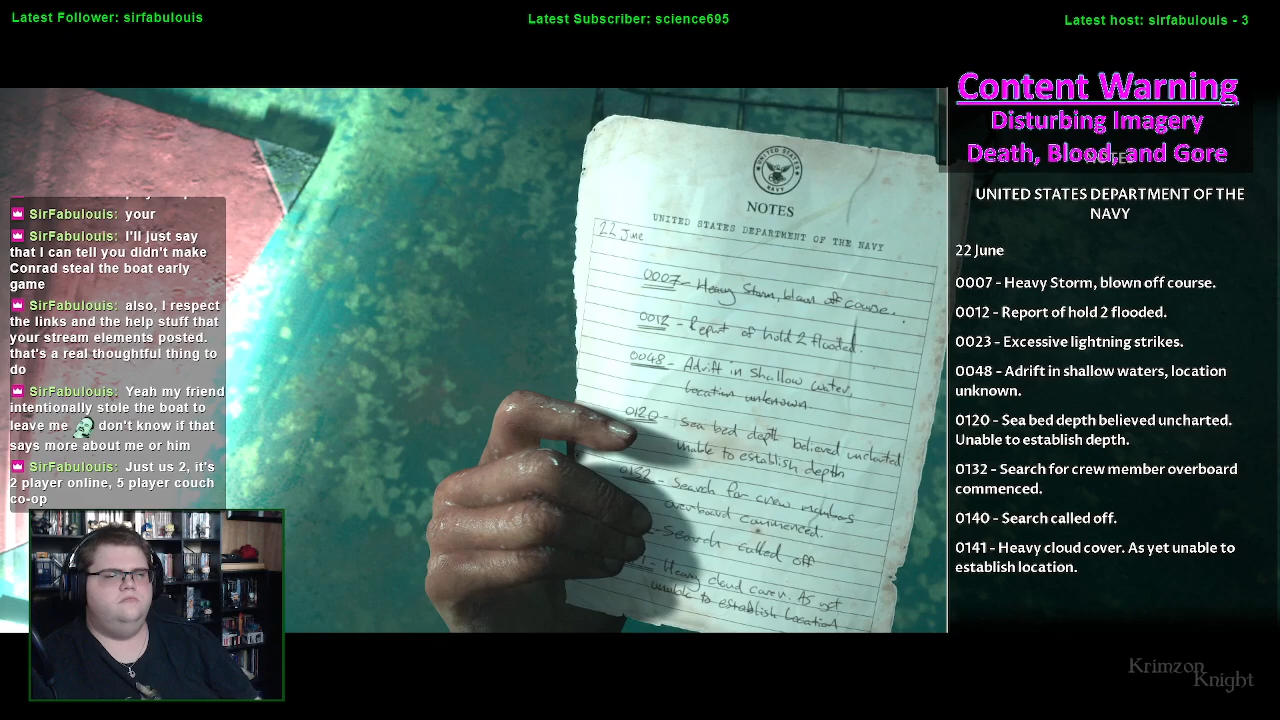 Latest Follower: sirfabulouis
Latest Subscriber: science695
Latest host: sirfabulouis - 3
Content Warning
Disturbing Imagery
Death, Blood, and Gore
SirFabulouis: your
SirFabulouis: I'll just say
that I can tell you didn't make
Conrad steal the boat early
game
SirFabulouis: also, I respect
the links and the help stuff that
your stream elements posted.
that's a real thoughtful thing to
do
SirFabulouis: Yeah my friend
intentionally stole the boat to
leave me don't know if that
says more about me or him
SirFabulouis: Just us 2, it's
2 player online, 5 player couch
co-op
UNITED STATES
NAVY
NOTES
UNITED STATES DEPARTMENT OF THE NAVY
22 June
0007 - Heavy Storm, blown off course.
0012 - Report of hold 2 flooded.
0048 - Adrift in shallow water,
location unknown
0120 - sea bed depth believed uncharted
unable to establish depth
0132 - Search for crew members
overboard commenced.
- Search called off
- Heavy cloud cover. As yet
unable to establish location
NOTES
UNITED STATES DEPARTMENT OF THE
NAVY
22 June
0007 - Heavy Storm, blown off course.
0012 - Report of hold 2 flooded.
0023 - Excessive lightning strikes.
0048 - Adrift in shallow waters, location
unknown.
0120 - Sea bed depth believed uncharted.
Unable to establish depth.
0132 - Search for crew member overboard
commenced.
0140 - Search called off.
0141 - Heavy cloud cover. As yet unable to
establish location.
Krimzon
Knight